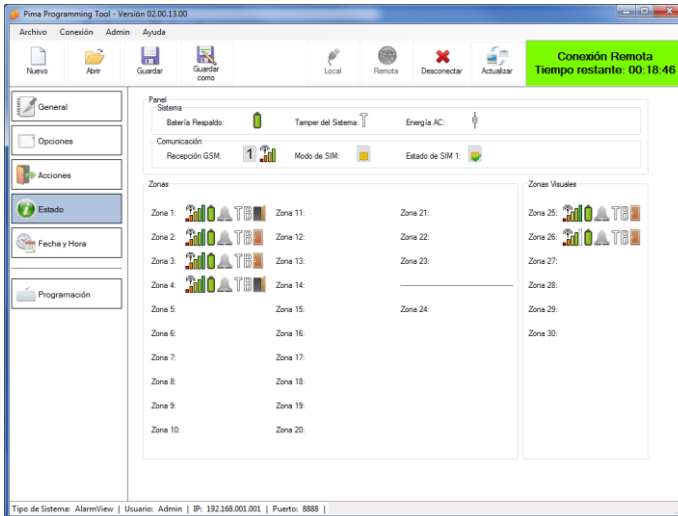 Pima Programming Tool - Versión 02.00.13.00
Archivo Conexión Admin Ayuda
Nuevo Abrir Guardar Guardar como Local Remota Desconectar Actualizar
Conexión Remota
Tiempo restante: 00:18:46
General
Opciones
Acciones
Estado
Fecha y Hora
Programación
Panel
Sistema
Batería Respaldo: Tamper del Sistema: Energía AC:
Comunicación
Recepción GSM: 1 Modo de SIM: Estado de SIM 1:
Zonas
Zona 1: Zona 11: Zona 21:
Zona 2: Zona 12: Zona 22:
Zona 3: Zona 13: Zona 23:
Zona 4: Zona 14:
Zona 5: Zona 15: Zona 24:
Zona 6: Zona 16:
Zona 7: Zona 17:
Zona 8: Zona 18:
Zona 9: Zona 19:
Zona 10: Zona 20:
Zonas Visuales
Zona 25:
Zona 26:
Zona 27:
Zona 28:
Zona 29:
Zona 30:
Tipo de Sistema: AlarmView | Usuario: Admin | IP: 192.168.001.001 | Puerto: 8888 |